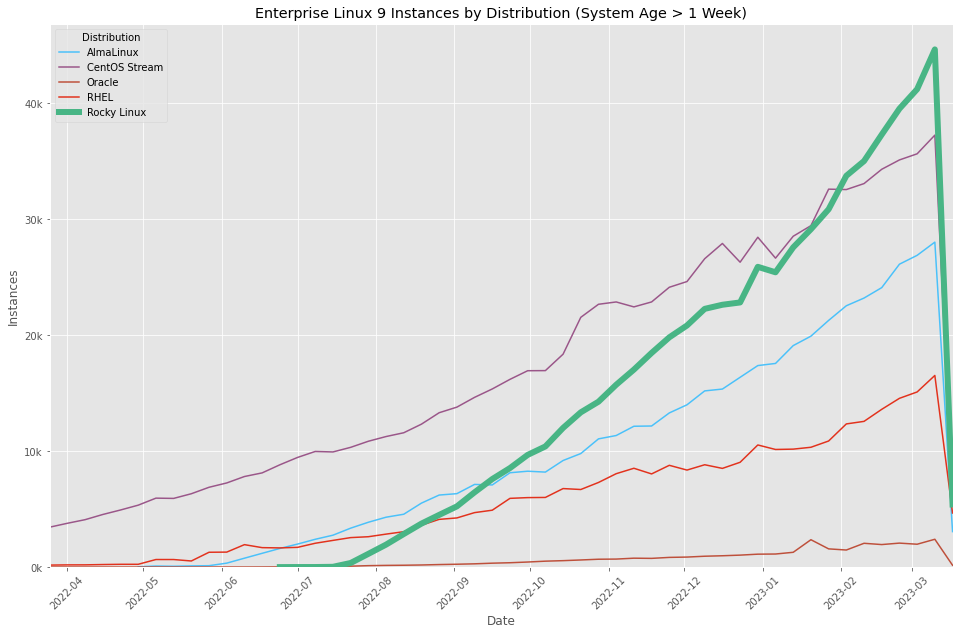 Enterprise Linux 9 Instances by Distribution (System Age > 1 Week)
Distribution
AlmaLinux
CentOS Stream
Oracle
RHEL
Rocky Linux
40k
30k
20k
10k
0k
Instances
2022-04
2022-05
2022-06
2022-07
2022-08
2022-09
2022-10
2022-11
2022-12
2023-01
2023-02
2023-03
Date